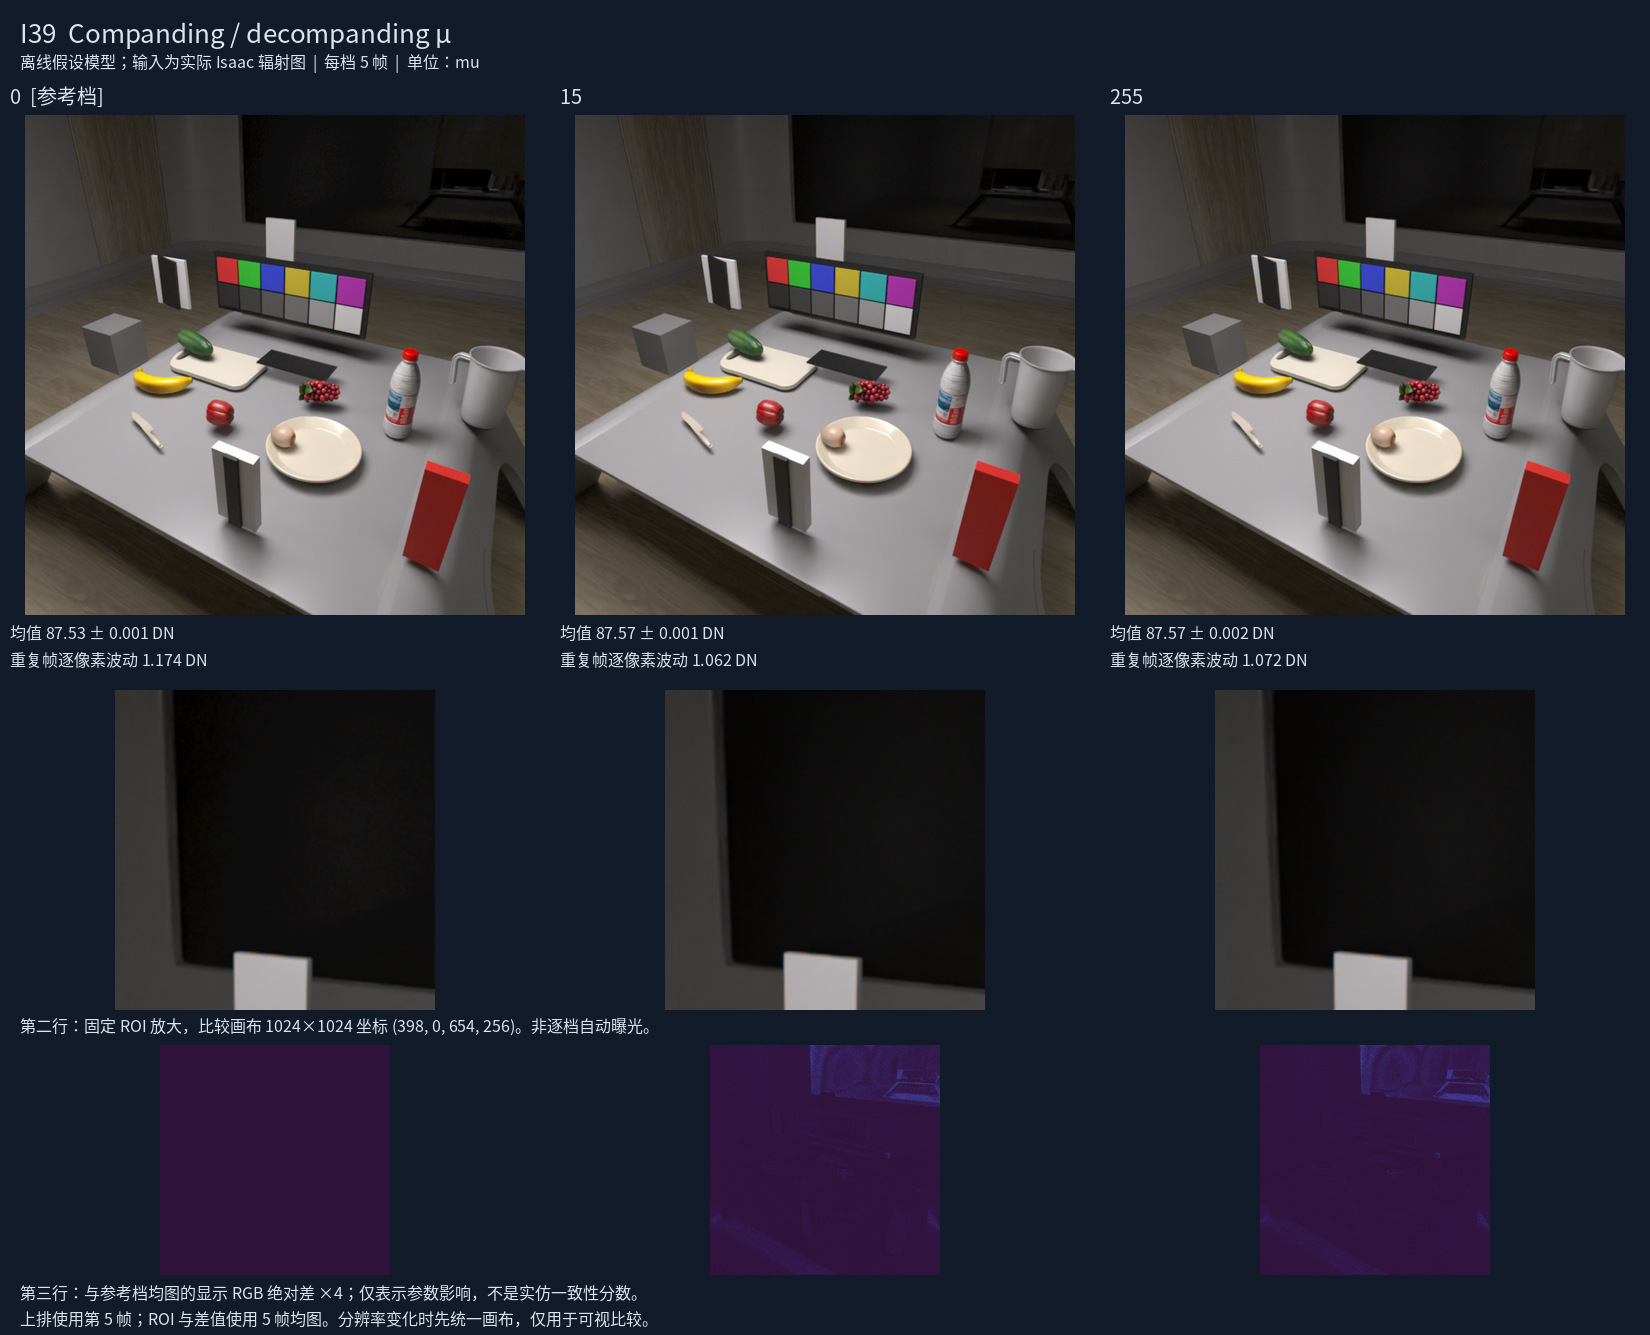 I39 Companding / decompanding μ
离线假设模型；输入为实际 Isaac 辐射图 | 每档 5 帧 | 单位：mu
0 [参考档]
15
255
均值 87.53 ± 0.001 DN
重复帧逐像素波动 1.174 DN
均值 87.57 ± 0.001 DN
重复帧逐像素波动 1.062 DN
均值 87.57 ± 0.002 DN
重复帧逐像素波动 1.072 DN
第二行：固定 ROI 放大，比较画布 1024×1024 坐标 (398, 0, 654, 256)。非逐档自动曝光。
第三行：与参考档均图的显示 RGB 绝对差 ×4；仅表示参数影响，不是实仿一致性分数。
上排使用第 5 帧；ROI 与差值使用 5 帧均图。分辨率变化时先统一画布，仅用于可视比较。